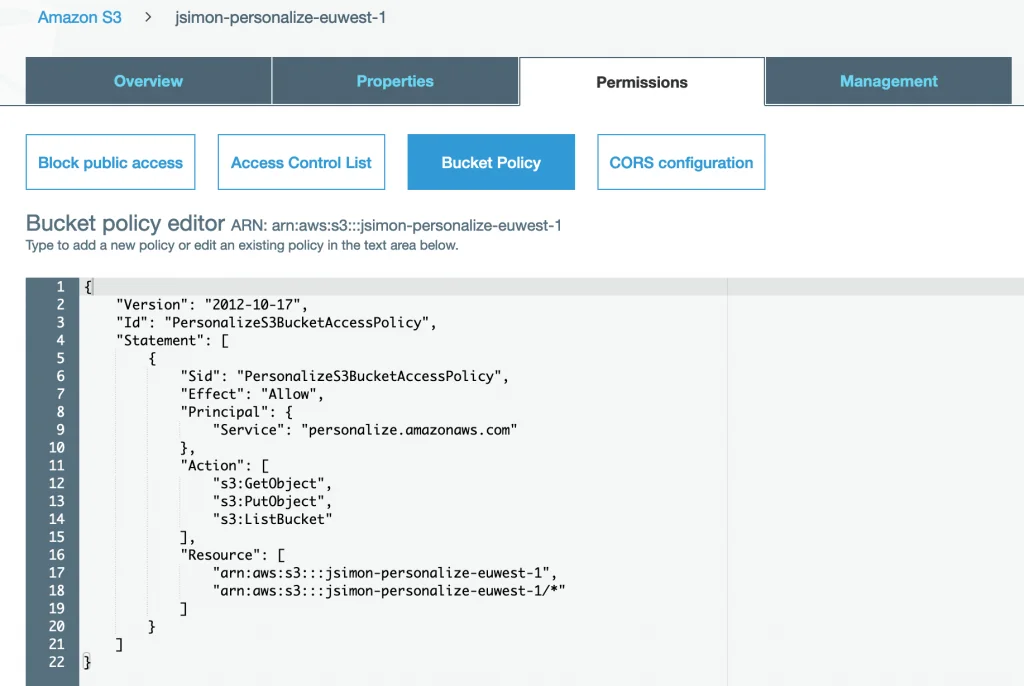 Amazon S3 > jsimon-personalize-euwest-1
Overview Properties Permissions Management
Block public access Access Control List Bucket Policy CORS configuration
Bucket policy editor ARN: arn:aws:s3:::jsimon-personalize-euwest-1
Type to add a new policy or edit an existing policy in the text area below.
1 {
2     "Version": "2012-10-17",
3     "Id": "PersonalizeS3BucketAccessPolicy",
4     "Statement": [
5         {
6             "Sid": "PersonalizeS3BucketAccessPolicy",
7             "Effect": "Allow",
8             "Principal": {
9                 "Service": "personalize.amazonaws.com"
10             },
11             "Action": [
12                 "s3:GetObject",
13                 "s3:PutObject",
14                 "s3:ListBucket"
15             ],
16             "Resource": [
17                 "arn:aws:s3:::jsimon-personalize-euwest-1",
18                 "arn:aws:s3:::jsimon-personalize-euwest-1/*"
19             ]
20         }
21     ]
22 }